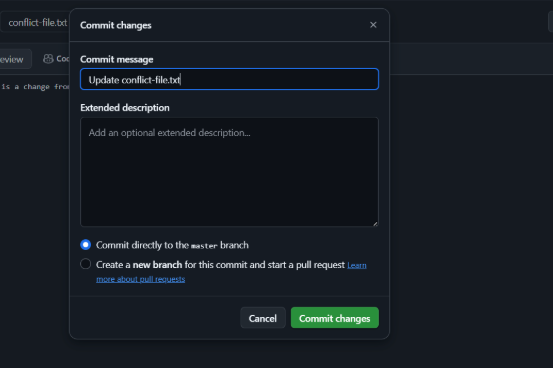 conflict-file.txt
Commit changes
eview
Coo
Commit message
Update conflict-file.txt
is a change from
Extended description
Add an optional extended description...
Commit directly to the master branch
Create a new branch for this commit and start a pull request Learn
more about pull requests
Cancel
Commit changes